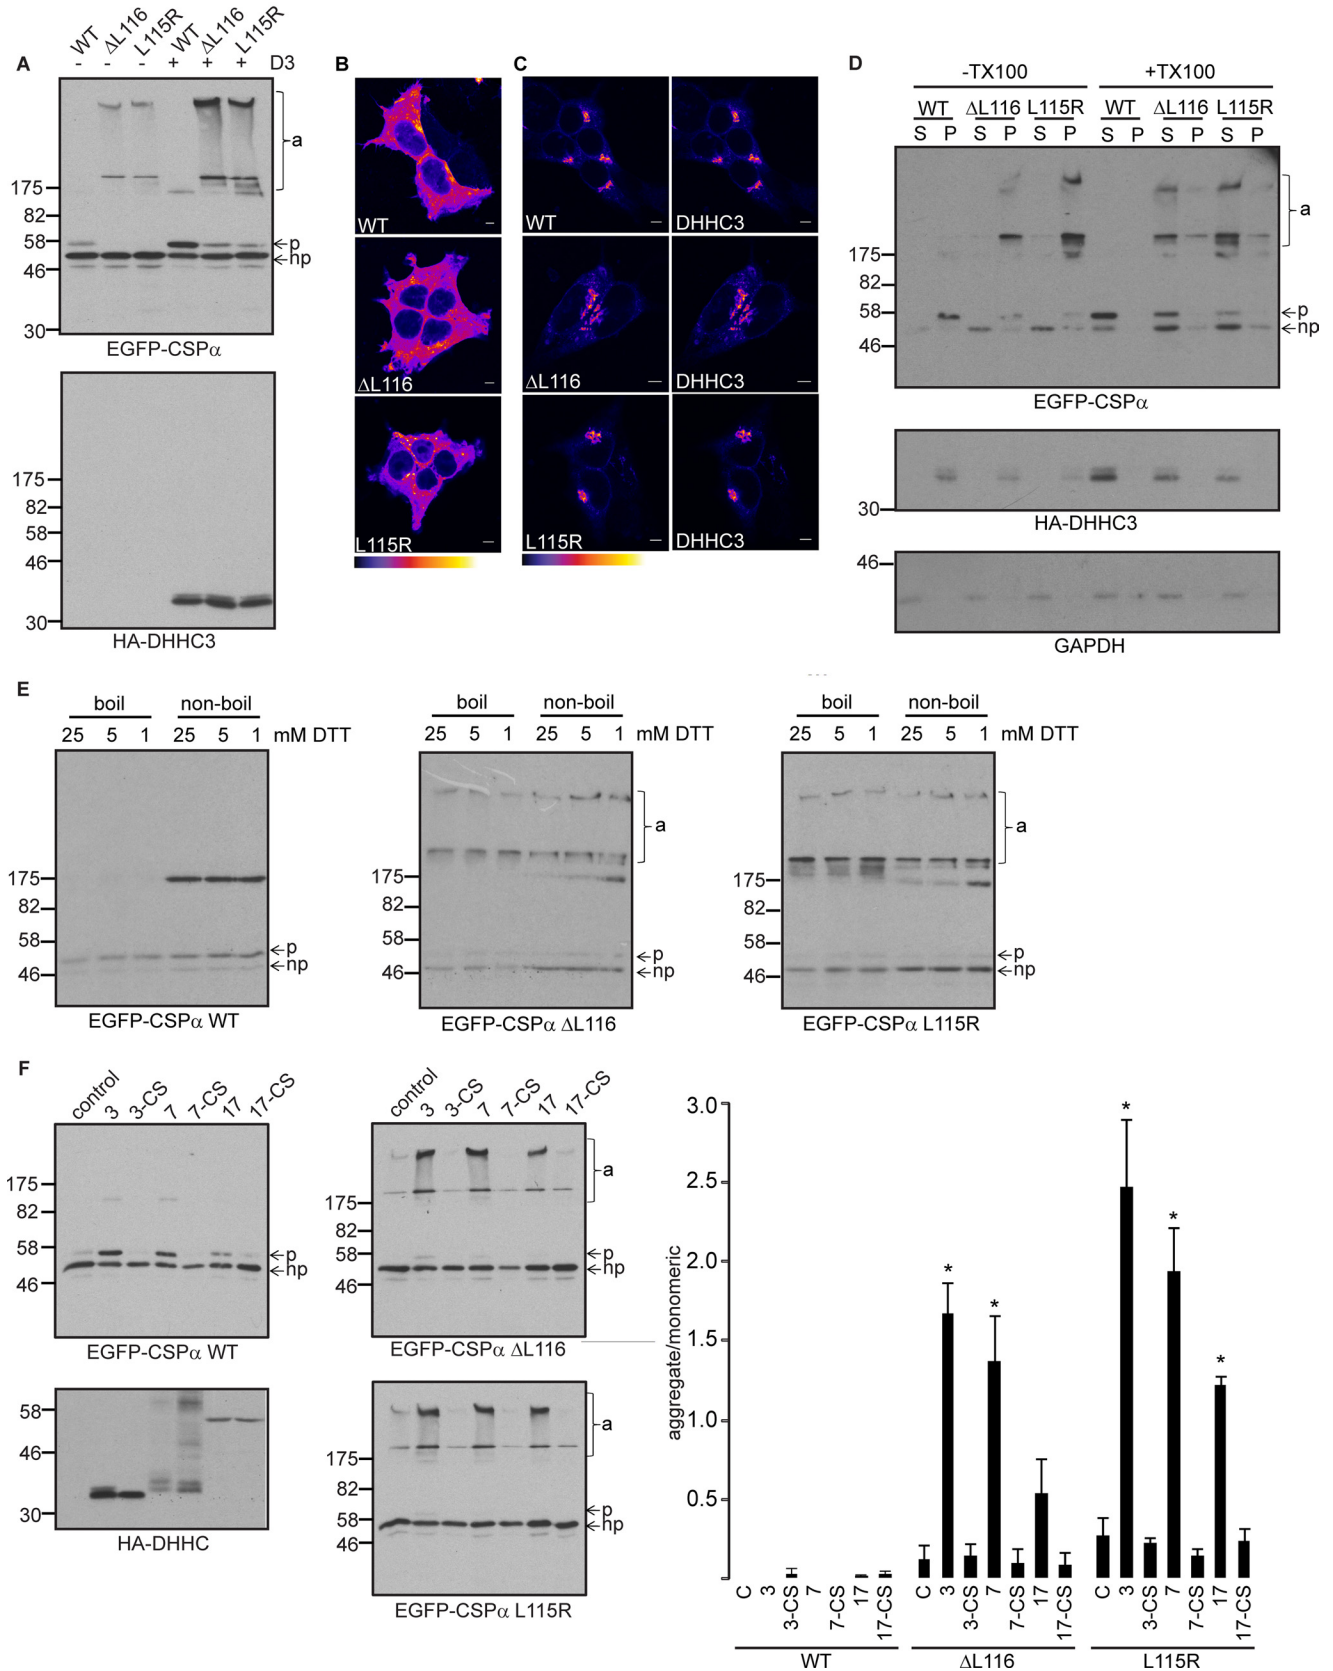 A
WT ΔL116 L115R WT ΔL116 L115R
- - - + + + D3
175
82
58
46
30
a
p
np
EGFP-CSPα
175
82
58
46
30
HA-DHHC3
B
WT
ΔL116
L115R
C
WT DHHC3
ΔL116 DHHC3
L115R DHHC3
D
-TX100 +TX100
WT ΔL116 L115R WT ΔL116 L115R
S P S P S P S P S P S P
175
82
58
46
a
p
np
EGFP-CSPα
30
HA-DHHC3
46
GAPDH
E
boil non-boil
25 5 1 25 5 1 mM DTT
175
82
58
46
p
np
EGFP-CSPα WT
boil non-boil
25 5 1 25 5 1 mM DTT
175
82
58
46
a
p
np
EGFP-CSPα ΔL116
boil non-boil
25 5 1 25 5 1 mM DTT
175
82
58
46
a
p
np
EGFP-CSPα L115R
F
control 3 3-CS 7 7-CS 17 17-CS
175
82
58
46
p
np
EGFP-CSPα WT
58
46
30
HA-DHHC
control 3 3-CS 7 7-CS 17 17-CS
175
82
58
46
a
p
np
EGFP-CSPα ΔL116
175
82
58
46
a
p
np
EGFP-CSPα L115R
aggregate/monomeric
3.0
2.5
2.0
1.5
1.0
0.5
* * * * *
C 3 3-CS 7 7-CS 17 17-CS C 3 3-CS 7 7-CS 17 17-CS C 3 3-CS 7 7-CS 17 17-CS
WT ΔL116 L115R